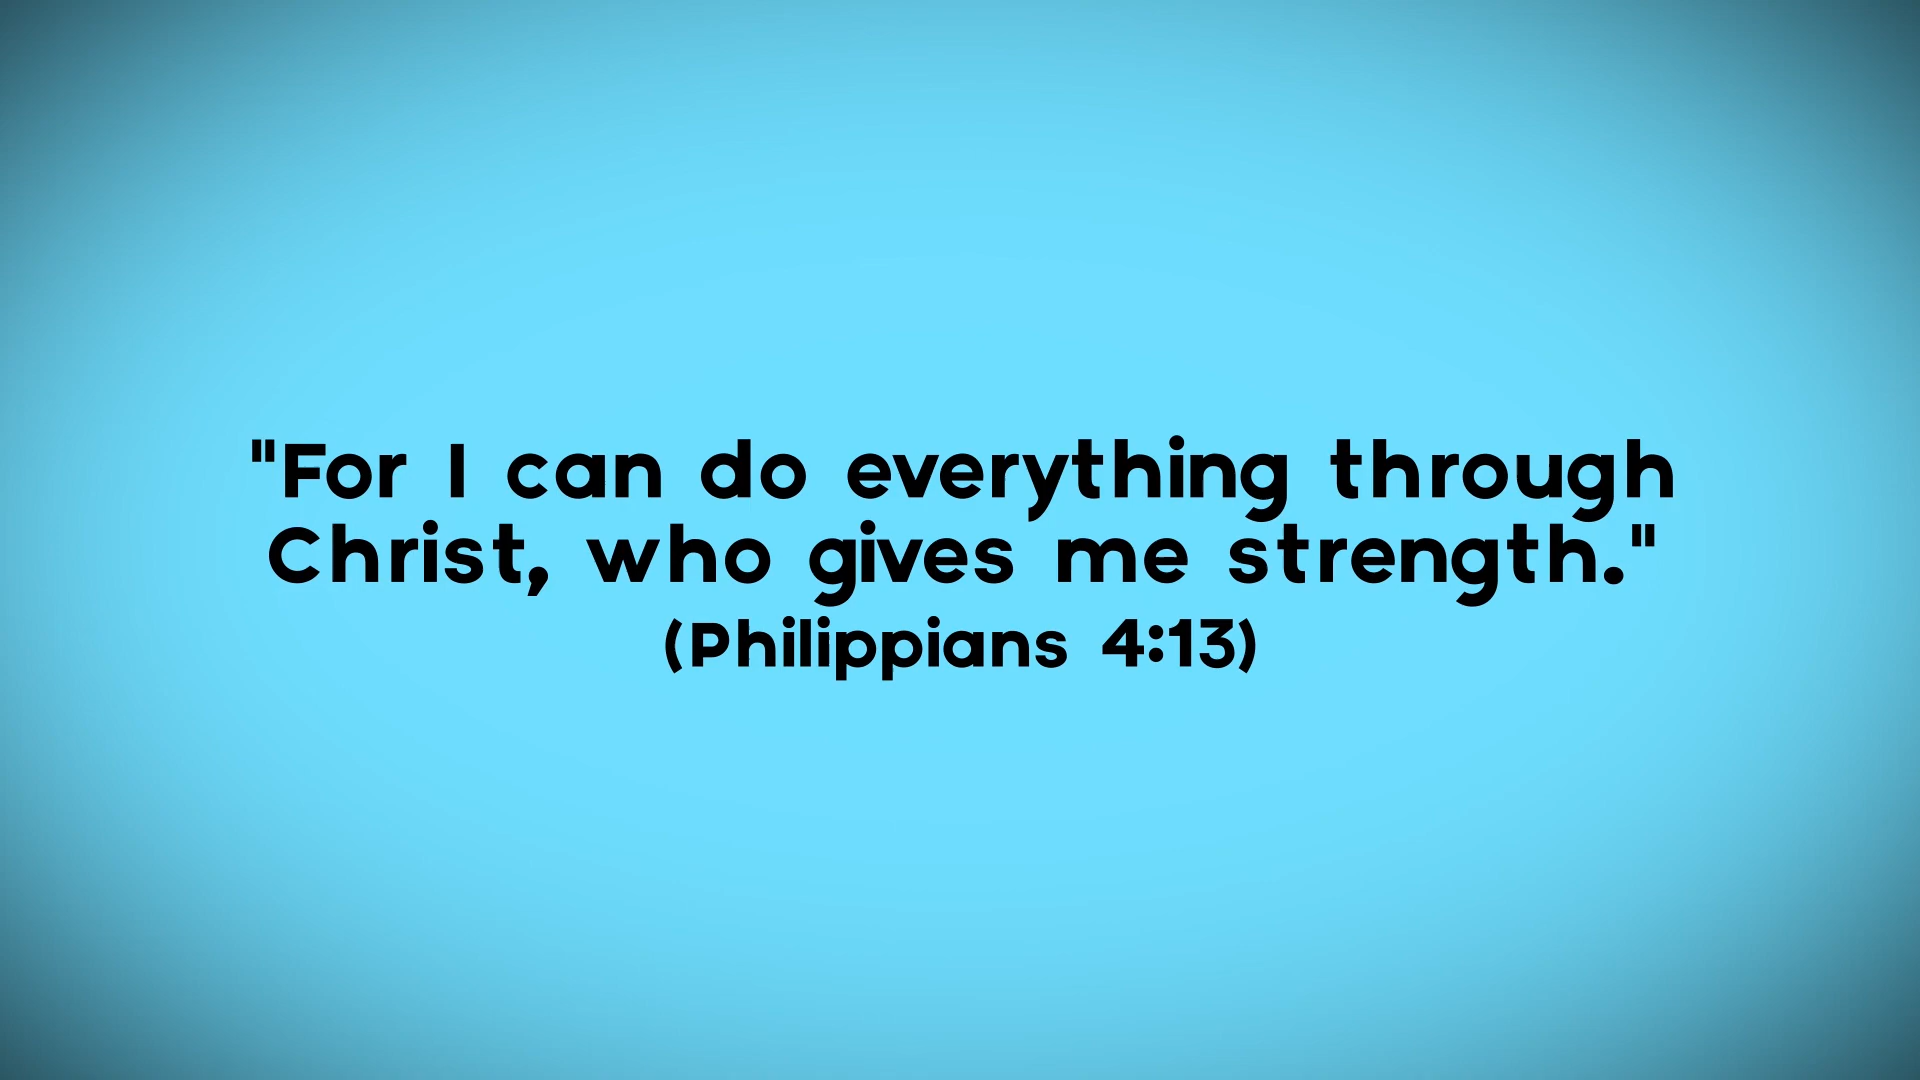 "For I can do everything through
Christ, who gives me strength."
(Philippians 4:13)